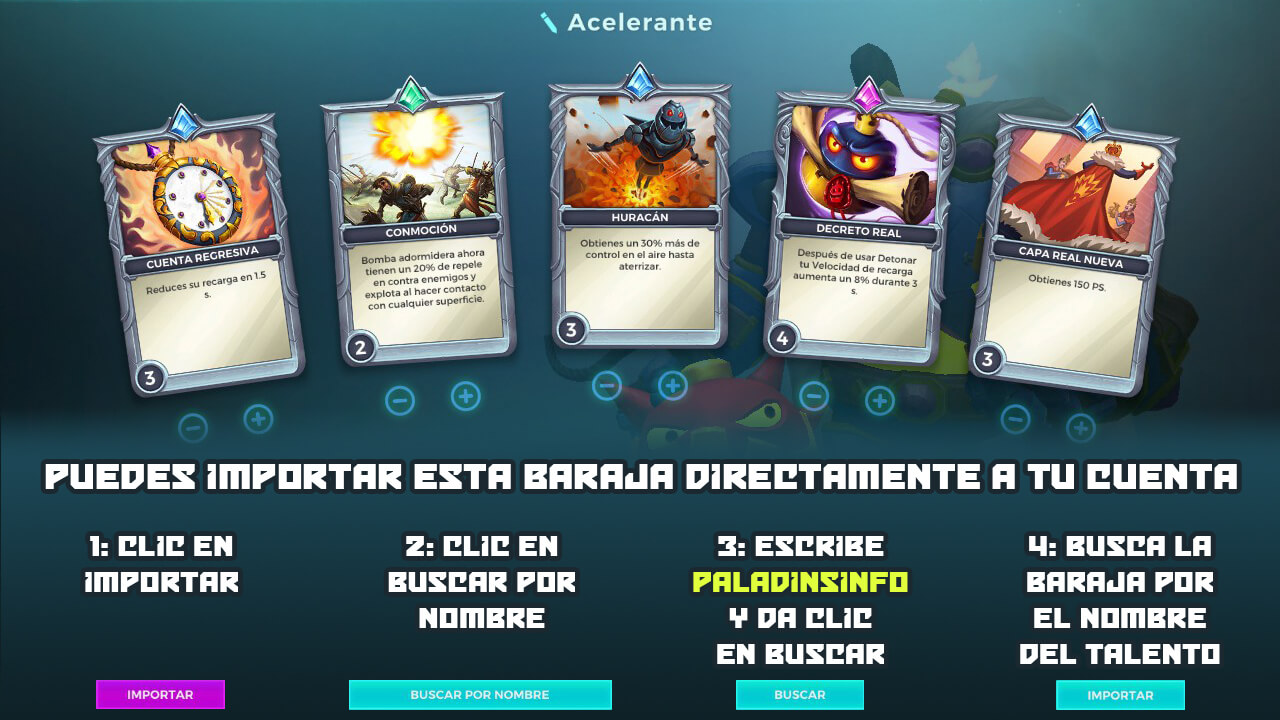 Acelerante
CUENTA REGRESIVA
Reduces su recarga en 1.5
s.
3
CONMOCIÓN
Bomba adormidera ahora
tienen un 20% de repele
en contra enemigos y
explota al hacer contacto
con cualquier superficie.
2
HURACÁN
Obtienes un 30% más de
control en el aire hasta
aterrizar.
3
DECRETO REAL
Después de usar Detonar
tu Velocidad de recarga
aumenta un 8% durante 3
s.
4
CAPA REAL NUEVA
Obtienes 150 PS.
3
PUEDES IMPORTAR ESTA BARAJA DIRECTAMENTE A TU CUENTA
1: CLIC EN
IMPORTAR
IMPORTAR
2: CLIC EN
BUSCAR POR
NOMBRE
BUSCAR POR NOMBRE
3: ESCRIBE
PALADINSINFO
Y DA CLIC
EN BUSCAR
BUSCAR
4: BUSCA LA
BARAJA POR
EL NOMBRE
DEL TALENTO
IMPORTAR